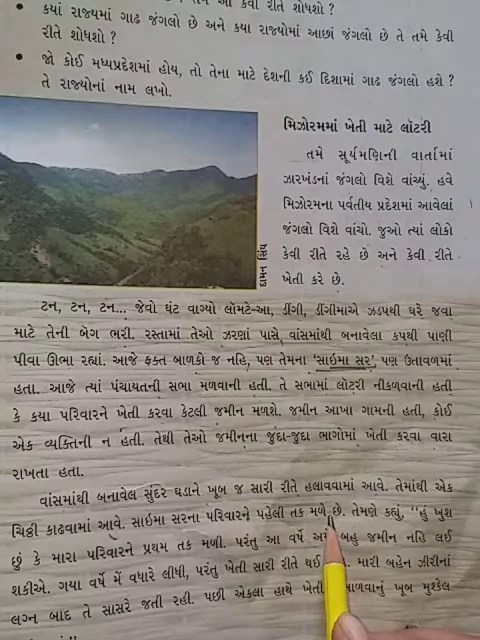 કયાં રાજ્યમાં ગાઢ જંગલો છે અને કયા રાજ્યોમાં આછાં જંગલો છે તે તમે કેવી
રીતે શોધશો ?
જો કોઈ મધ્યપ્રદેશમાં હોય, તો તેના માટે દેશની કઈ દિશામાં ગાઢ જંગલો હશે ?
તે રાજ્યોનાં નામ લખો.
મિઝોરમમાં ખેતી માટે લૉટરી
તમે સૂર્યમણિની વાર્તામાં
ઝારખંડનાં જંગલો વિશે વાંચ્યું. હવે
મિઝોરમના પર્વતીય પ્રદેશમાં આવેલાં
જંગલો વિશે વાંચો. જુઓ ત્યાં લોકો
કેવી રીતે રહે છે અને કેવી રીતે
ખેતી કરે છે.
દામન સિંઘ
ટન, ટન, ટન... જેવો ઘંટ વાગ્યો લૉમટે-આ, ડીંગી, ડીંગીમાએ ઝડપથી ઘરે જવા
માટે તેની બેગ ભરી. રસ્તામાં તેઓ ઝરણાં પાસે વાંસમાંથી બનાવેલા કપથી પાણી
પીવા ઊભા રહ્યાં. આજે ફક્ત બાળકો જ નહિ, પણ તેમના 'સાઇમા સર' પણ ઉતાવળમાં
હતા. આજે ત્યાં પંચાયતની સભા મળવાની હતી. તે સભામાં લૉટરી નીકળવાની હતી
કે કયા પરિવારને ખેતી કરવા કેટલી જમીન મળશે. જમીન આખા ગામની હતી, કોઈ
એક વ્યક્તિની ન હતી. તેથી તેઓ જમીનના જુદા-જુદા ભાગોમાં ખેતી કરવા વારા
રાખતા હતા.
વાંસમાંથી બનાવેલ સુંદર ઘડાને ખૂબ જ સારી રીતે હલાવવામાં આવે. તેમાંથી એક
ચિઠ્ઠી કાઢવામાં આવે. સાઇમા સરના પરિવારને પહેલી તક મળે છે. તેમણે કહ્યું, "હું ખુશ
છું કે મારા પરિવારને પ્રથમ તક મળી. પરંતુ આ વર્ષે બહુ જમીન નહિ લઈ
શકીએ. ગયા વર્ષે મેં વધારે લીધી, પરંતુ ખેતી સારી રીતે થઈ મારી બહેન ઝીરીનાં
લગ્ન બાદ તે સાસરે જતી રહી. પછી એકલા હાથે ખેતી ખૂબ મુશ્કેલ